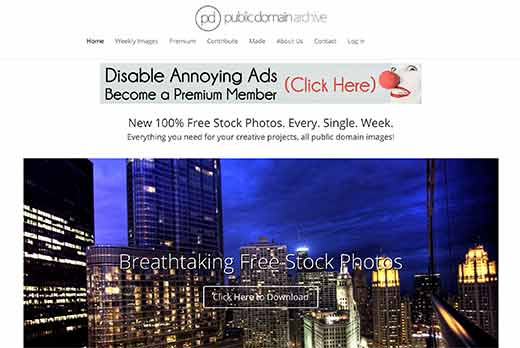 pd public domain archive
Home Weekly Images Premium Contribute Made About Us Contact Log in
Disable Annoying Ads
Become a Premium Member
(Click Here)
New 100% Free Stock Photos. Every. Single. Week.
Everything you need for your creative projects, all public domain images!
Breathtaking Free Stock Photos
Click Here to Download